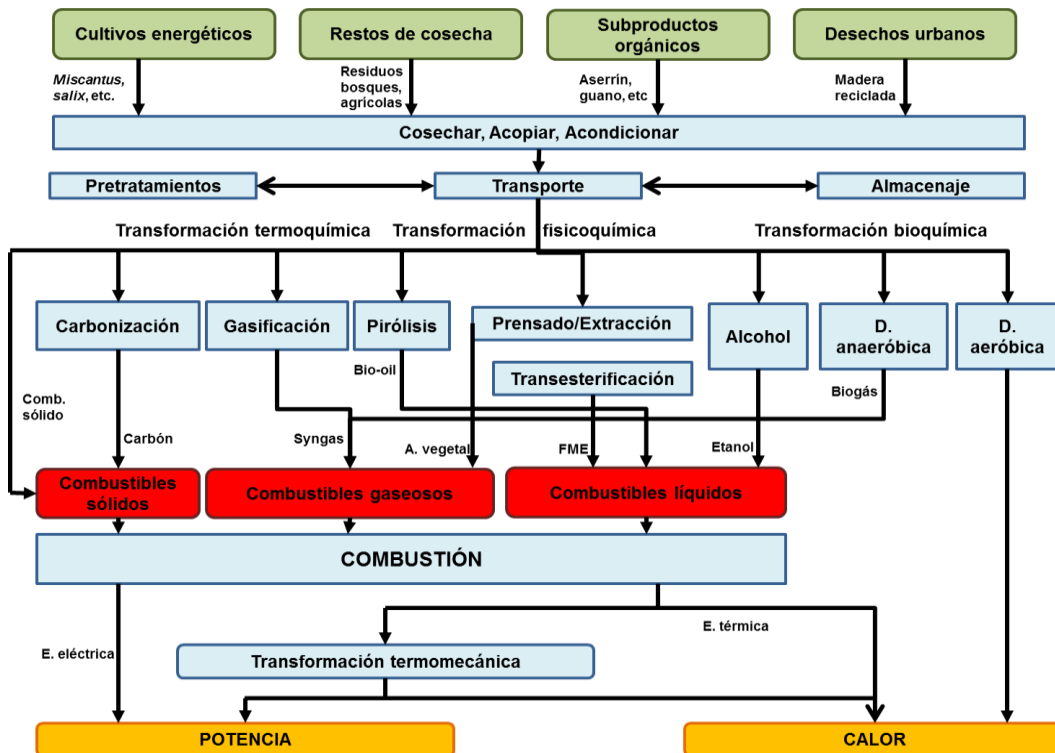 Cultivos energéticos
Restos de cosecha
Subproductos
orgánicos
Desechos urbanos
Miscantus,
salix, etc.
Residuos
bosques,
agrícolas
Aserrín,
guano, etc
Madera
reciclada
Cosechar, Acopiar, Acondicionar
Pretratamientos
Transporte
Almacenaje
Transformación termoquímica
Transformación fisicoquímica
Transformación bioquímica
Carbonización
Gasificación
Pirólisis
Prensado/Extracción
Alcohol
D.
anaeróbica
D.
aeróbica
Bio-oil
Transesterificación
Biogás
Comb.
sólido
Carbón
Syngas
A. vegetal
FME
Etanol
Combustibles
sólidos
Combustibles gaseosos
Combustibles líquidos
COMBUSTIÓN
E. térmica
E. eléctrica
Transformación termomecánica
POTENCIA
CALOR